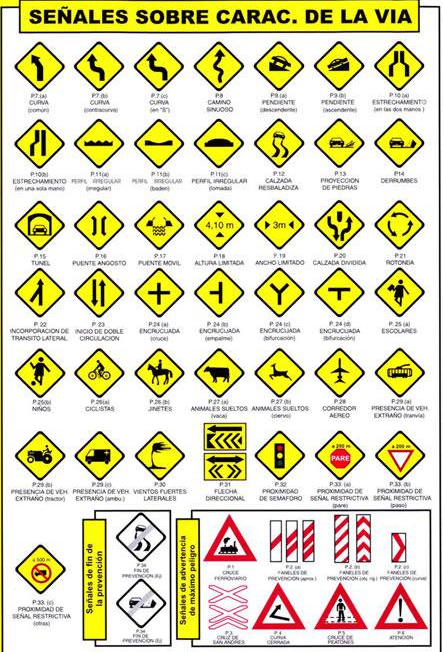 SEÑALES SOBRE CARAC. DE LA VIA
P.7.(a)
CURVA
(común)
P.7.(b)
CURVA
(contracurva)
P.7 (c)
CURVA
(en "S")
P.8
CAMINO
SINUOSO
P.9.(a)
PENDIENTE
(descendente)
P.9 (b)
PENDIENTE
(ascendente)
P.10.(a)
ESTRECHAMIENTO
(en las dos manos)
P.10(b)
ESTRECHAMIENTO
(en una sola mano)
P.11(a)
PERFIL IRREGULAR
(irregular)
P.11(b)
PERFIL IRREGULAR
(baden)
P.11(c)
PERFIL IRREGULAR
(lomada)
P.12
CALZADA
RESBALADIZA
P.13
PROYECCION
DE PIEDRAS
P14
DERRUMBES
P.15
TUNEL
P.16
PUENTE ANGOSTO
P.17
PUENTE MOVIL
4,10 m
P.18
ALTURA LIMITADA
3m
P.19
ANCHO LIMITADO
P.20
CALZADA DIVIDIDA
P.21
ROTONDA
P. 22
INCORPORACION DE
TRANSITO LATERAL
P. 23
INICIO DE DOBLE
CIRCULACION
P.24 (a)
ENCRUCIJADA
(cruce)
P.24 (b)
ENCRUCIJADA
(empalme)
P.24 (c)
ENCRUCIJADA
(bifurcación)
P.24 (d)
ENCRUCIJADA
(bifurcación)
P.25 (a)
ESCOLARES
P.25(b)
NIÑOS
P.26(a)
CICLISTAS
P.26.(b)
JINETES
P.27 (a)
ANIMALES SUELTOS
(vaca)
P.27 (b)
ANIMALES SUELTOS
(ciervo)
P.28
CORREDOR
AEREO
P.29 (a)
PRESENCIA DE VEH.
EXTRAÑO (tranvia)
P.29 (b)
PRESENCIA DE VEH.
EXTRAÑO (tractor)
P.29 (c)
PRESENCIA DE VEH.
EXTRAÑO (ambu.)
P.30
VIENTOS FUERTES
LATERALES
P.31
FLECHA
DIRECCIONAL
P.32
PROXIMIDAD
DE SEMAFORO
a 200 m
PARE
P.33. (a)
PROXIMIDAD DE
SEÑAL RESTRICTIVA
(pare)
a 200 m
P.33. (b)
PROXIMIDAD DE
SEÑAL RESTRICTIVA
(paso)
a 500 m
P.33. (c)
PROXIMIDAD DE
SEÑAL RESTRICTIVA
(otras)
Señales de fin de
la prevención
P.34
FIN DE
PREVENCION (Ej)
P.34
FIN DE
PREVENCION (Ej)
Señales de advertencia
de máximo peligro
P.1
CRUCE
FERROVIARIO
P.2. (a)
PANELES DE
PREVENCION (aprox.)
P.2. (b)
PANELES DE
PREVENCION
P.2. (c)
PANELES DE
PREVENCION (curva)
P.3.
CRUZ DE
SAN ANDRES
P.4
CURVA
CERRADA
P.5
CRUCE DE
PEATONES
P.6
ATENCION